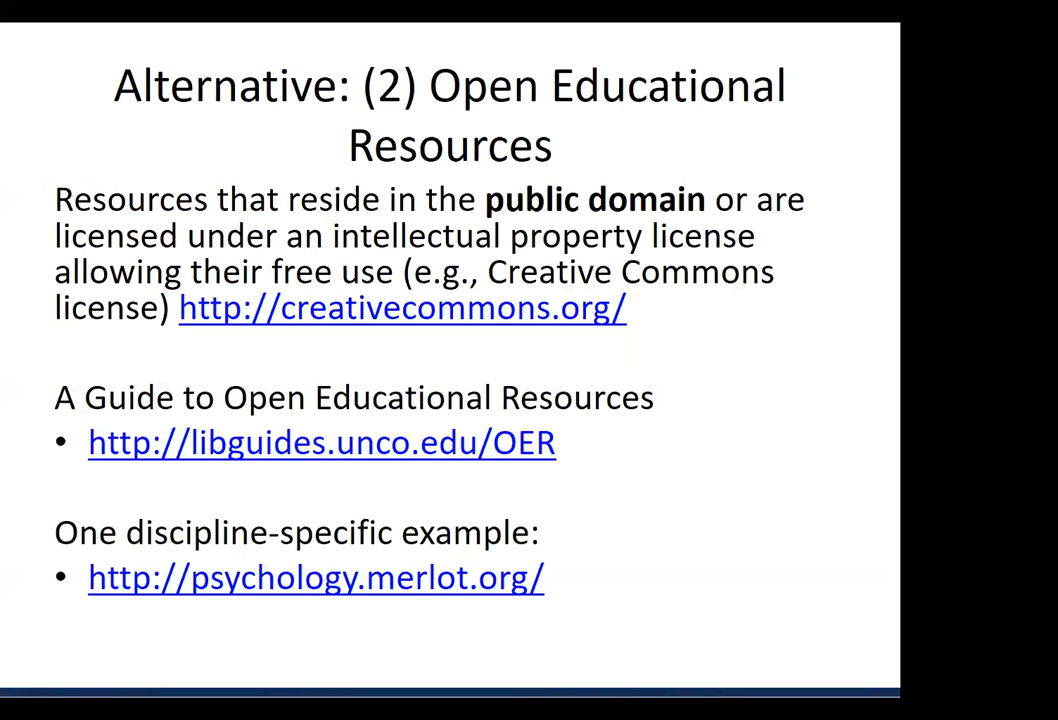 Alternative: (2) Open Educational
Resources
Resources that reside in the public domain or are
licensed under an intellectual property license
allowing their free use (e.g., Creative Commons
license) http://creativecommons.org/
A Guide to Open Educational Resources
• http://libguides.unco.edu/OER
One discipline-specific example:
• http://psychology.merlot.org/